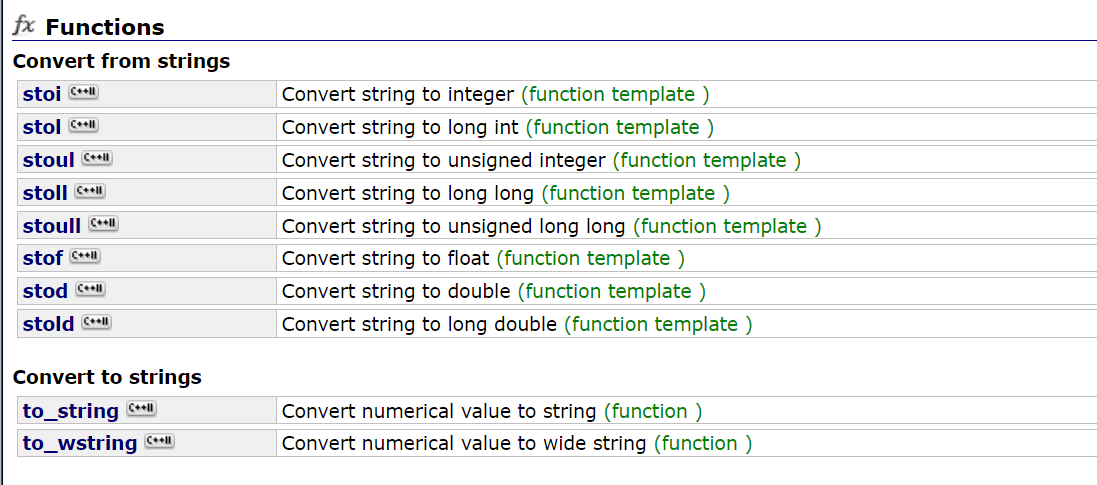 fx Functions
Convert from strings
stoi C++11 Convert string to integer (function template )
stol C++11 Convert string to long int (function template )
stoul C++11 Convert string to unsigned integer (function template )
stoll C++11 Convert string to long long (function template )
stoull C++11 Convert string to unsigned long long (function template )
stof C++11 Convert string to float (function template )
stod C++11 Convert string to double (function template )
stold C++11 Convert string to long double (function template )
Convert to strings
to_string C++11 Convert numerical value to string (function )
to_wstring C++11 Convert numerical value to wide string (function )